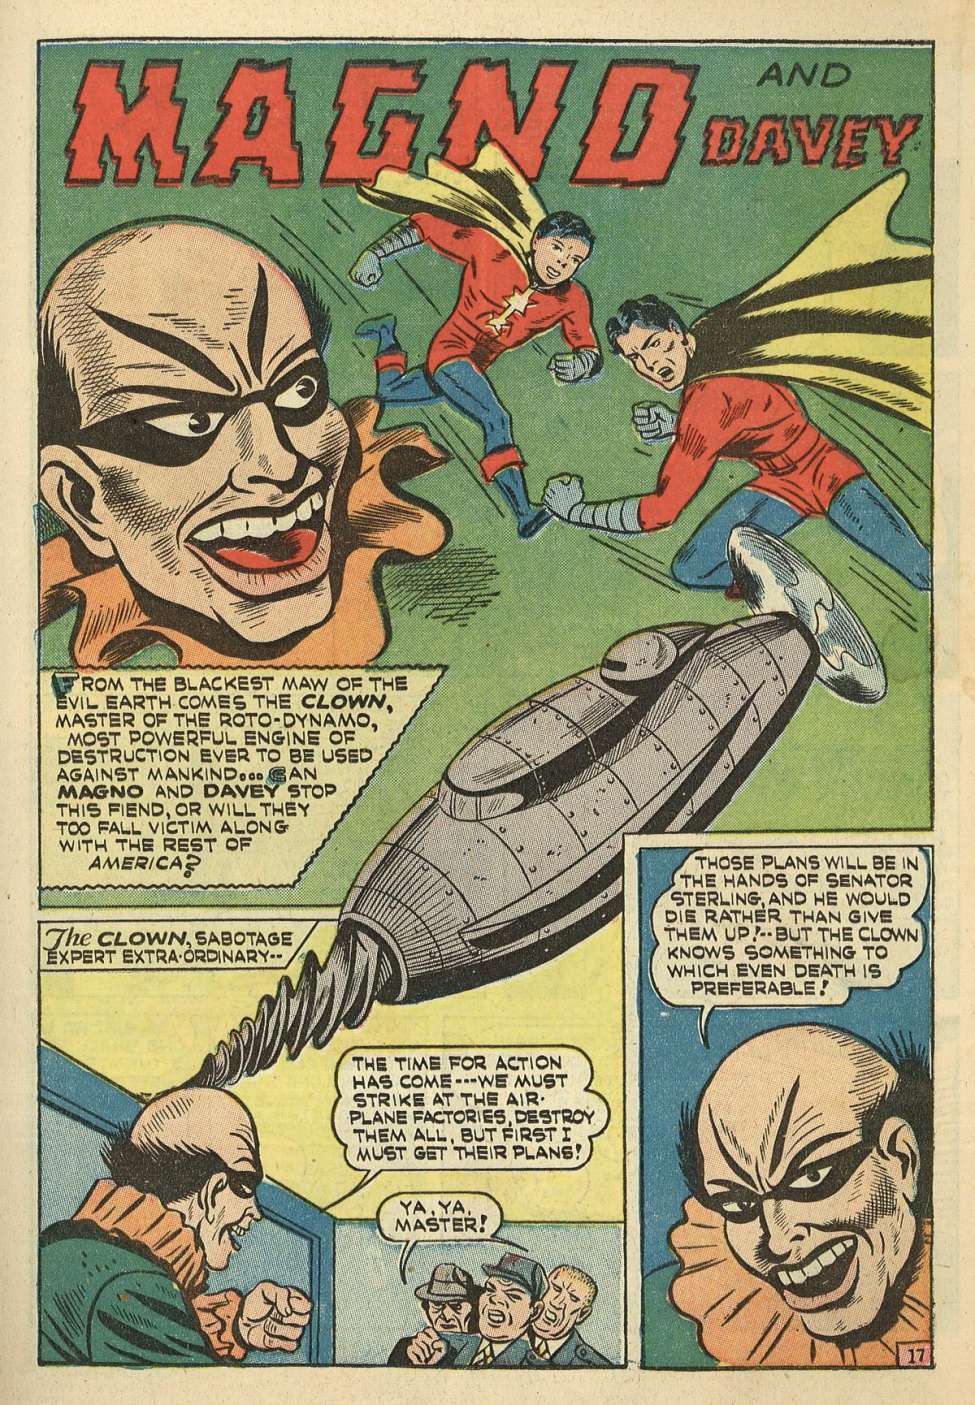 MAGNO
AND
DAVEY
FROM THE BLACKEST MAW OF THE
EVIL EARTH COMES THE CLOWN,
MASTER OF THE ROTO-DYNAMO,
MOST POWERFUL ENGINE OF
DESTRUCTION EVER TO BE USED
AGAINST MANKIND... CAN
MAGNO AND DAVEY STOP
THIS FIEND, OR WILL THEY
TOO FALL VICTIM ALONG
WITH THE REST OF
AMERICA?
The CLOWN, SABOTAGE
EXPERT EXTRA-ORDINARY--
THE TIME FOR ACTION
HAS COME---WE MUST
STRIKE AT THE AIR-
PLANE FACTORIES, DESTROY
THEM ALL, BUT FIRST I
MUST GET THEIR PLANS!
YA, YA,
MASTER!
THOSE PLANS WILL BE IN
THE HANDS OF SENATOR
STERLING, AND HE WOULD
DIE RATHER THAN GIVE
THEM UP!--BUT THE CLOWN
KNOWS SOMETHING TO
WHICH EVEN DEATH IS
PREFERABLE!
17